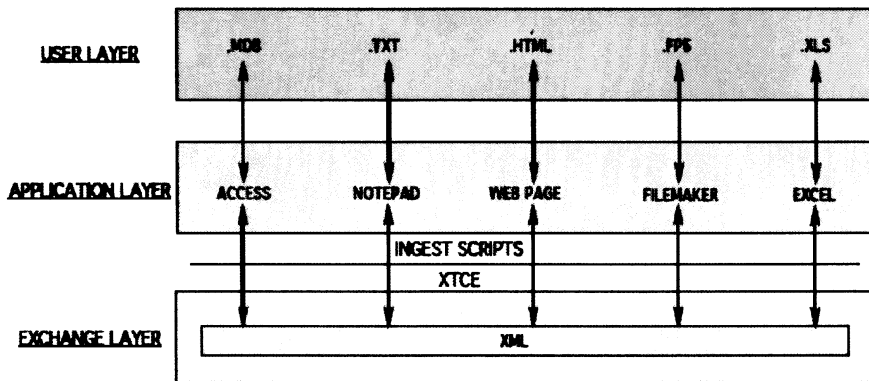 USER LAYER
.MDB .TXT .HTML .FP5 .XLS
APPLICATION LAYER
ACCESS NOTEPAD WEB PAGE FILEMAKER EXCEL
INGEST SCRIPTS
XTCE
EXCHANGE LAYER
XML